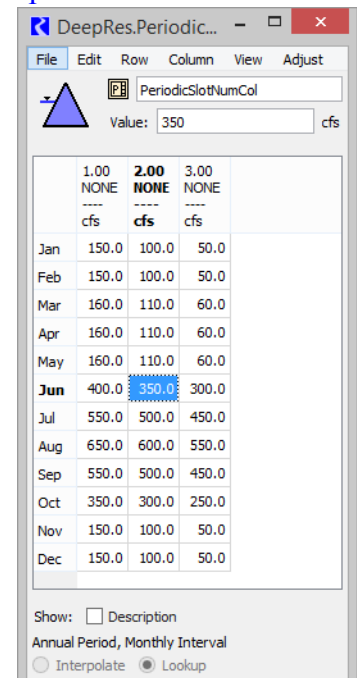 DeepRes.Periodic...
File Edit Row Column View Adjust
PeriodicSlotNumCol
Value: 350 cfs
1.00 2.00 3.00
NONE NONE NONE
---- ---- ----
cfs cfs cfs
Jan 150.0 100.0 50.0
Feb 150.0 100.0 50.0
Mar 160.0 110.0 60.0
Apr 160.0 110.0 60.0
May 160.0 110.0 60.0
Jun 400.0 350.0 300.0
Jul 550.0 500.0 450.0
Aug 650.0 600.0 550.0
Sep 550.0 500.0 450.0
Oct 350.0 300.0 250.0
Nov 150.0 100.0 50.0
Dec 150.0 100.0 50.0
Show: Description
Annual Period, Monthly Interval
Interpolate Lookup